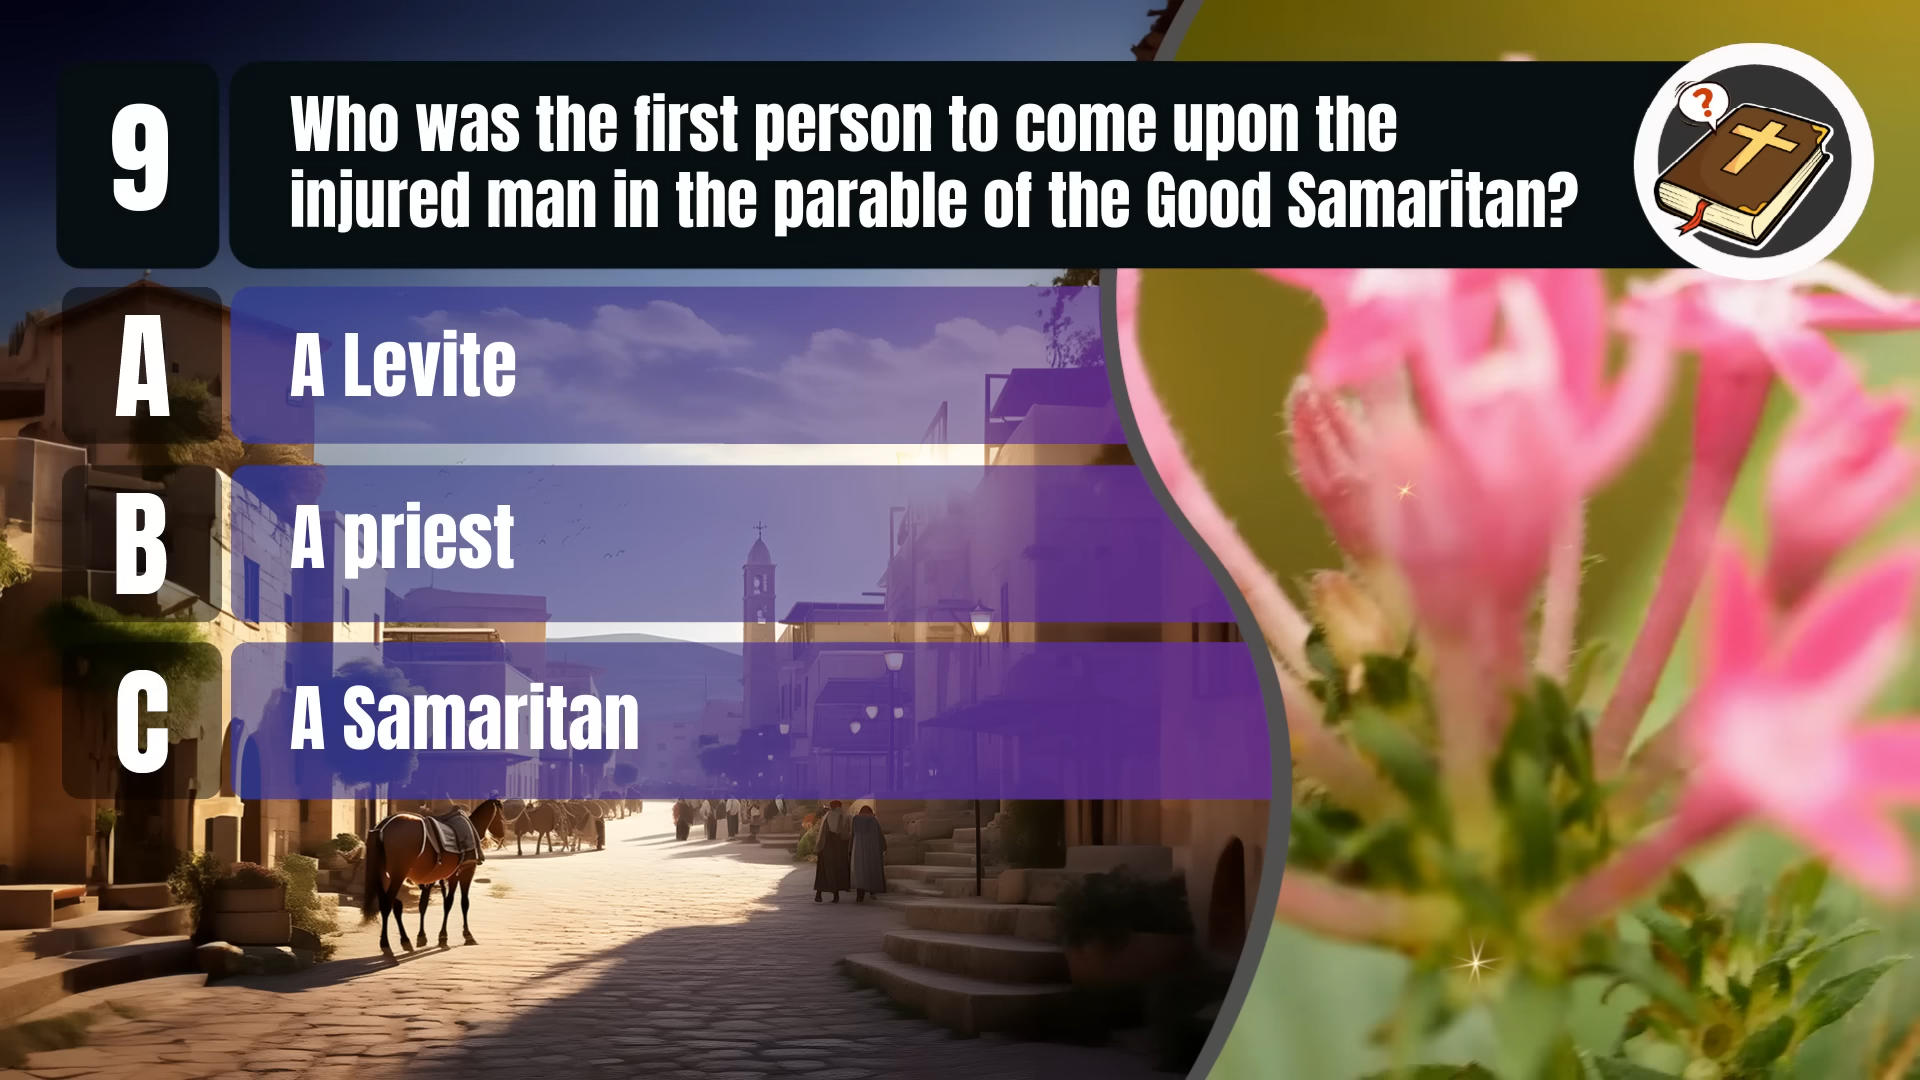 9
Who was the first person to come upon the
injured man in the parable of the Good Samaritan?
?
A
A Levite
B
A priest
C
A Samaritan